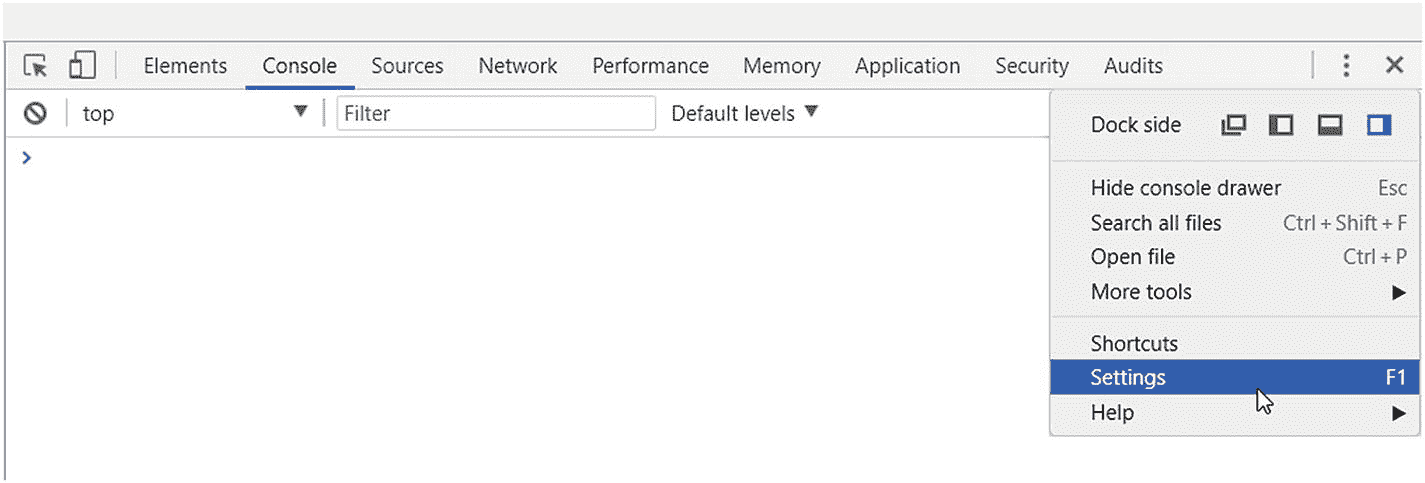 Elements Console Sources Network Performance Memory Application Security Audits
top Filter Default levels
Dock side
Hide console drawer Esc
Search all files Ctrl + Shift + F
Open file Ctrl + P
More tools
Shortcuts
Settings F1
Help